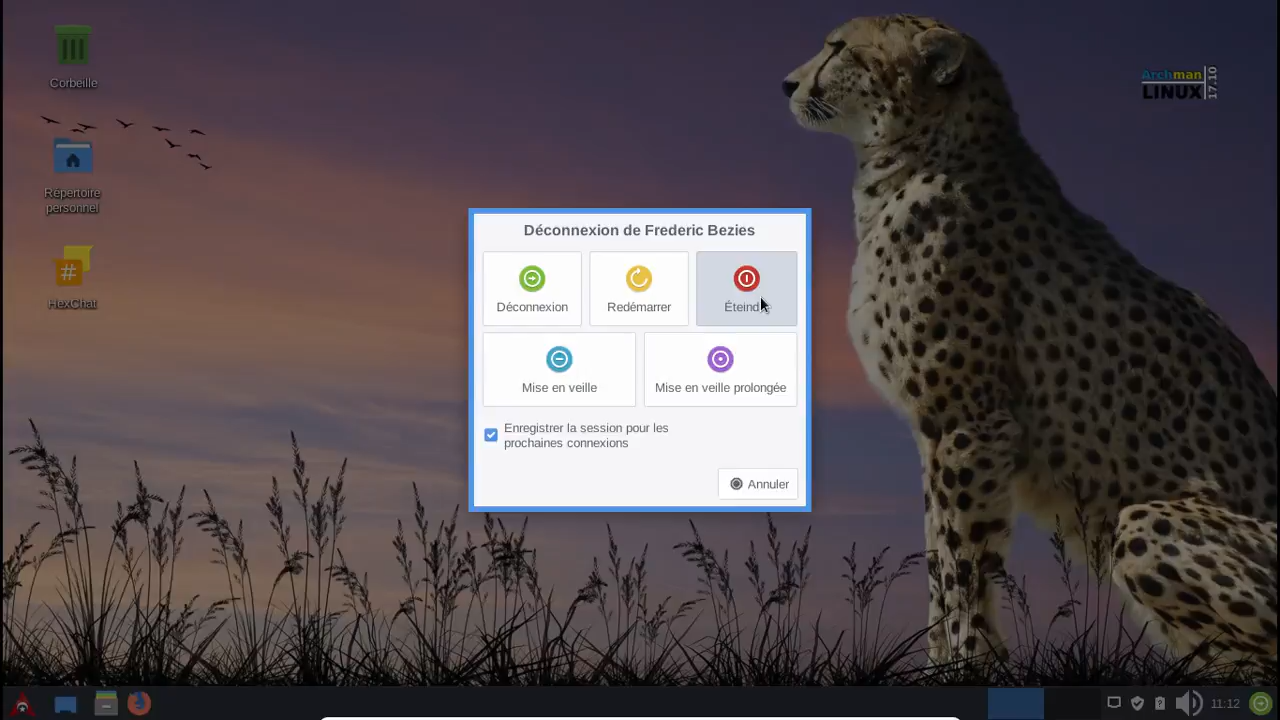 Corbeille
Répertoire
personnel
HexChat
Archman
LINUX
17.10
Déconnexion de Frederic Bezies
Déconnexion
Redémarrer
Mise en veille
Mise en veille prolongée
Enregistrer la session pour les
prochaines connexions
Annuler
11:12